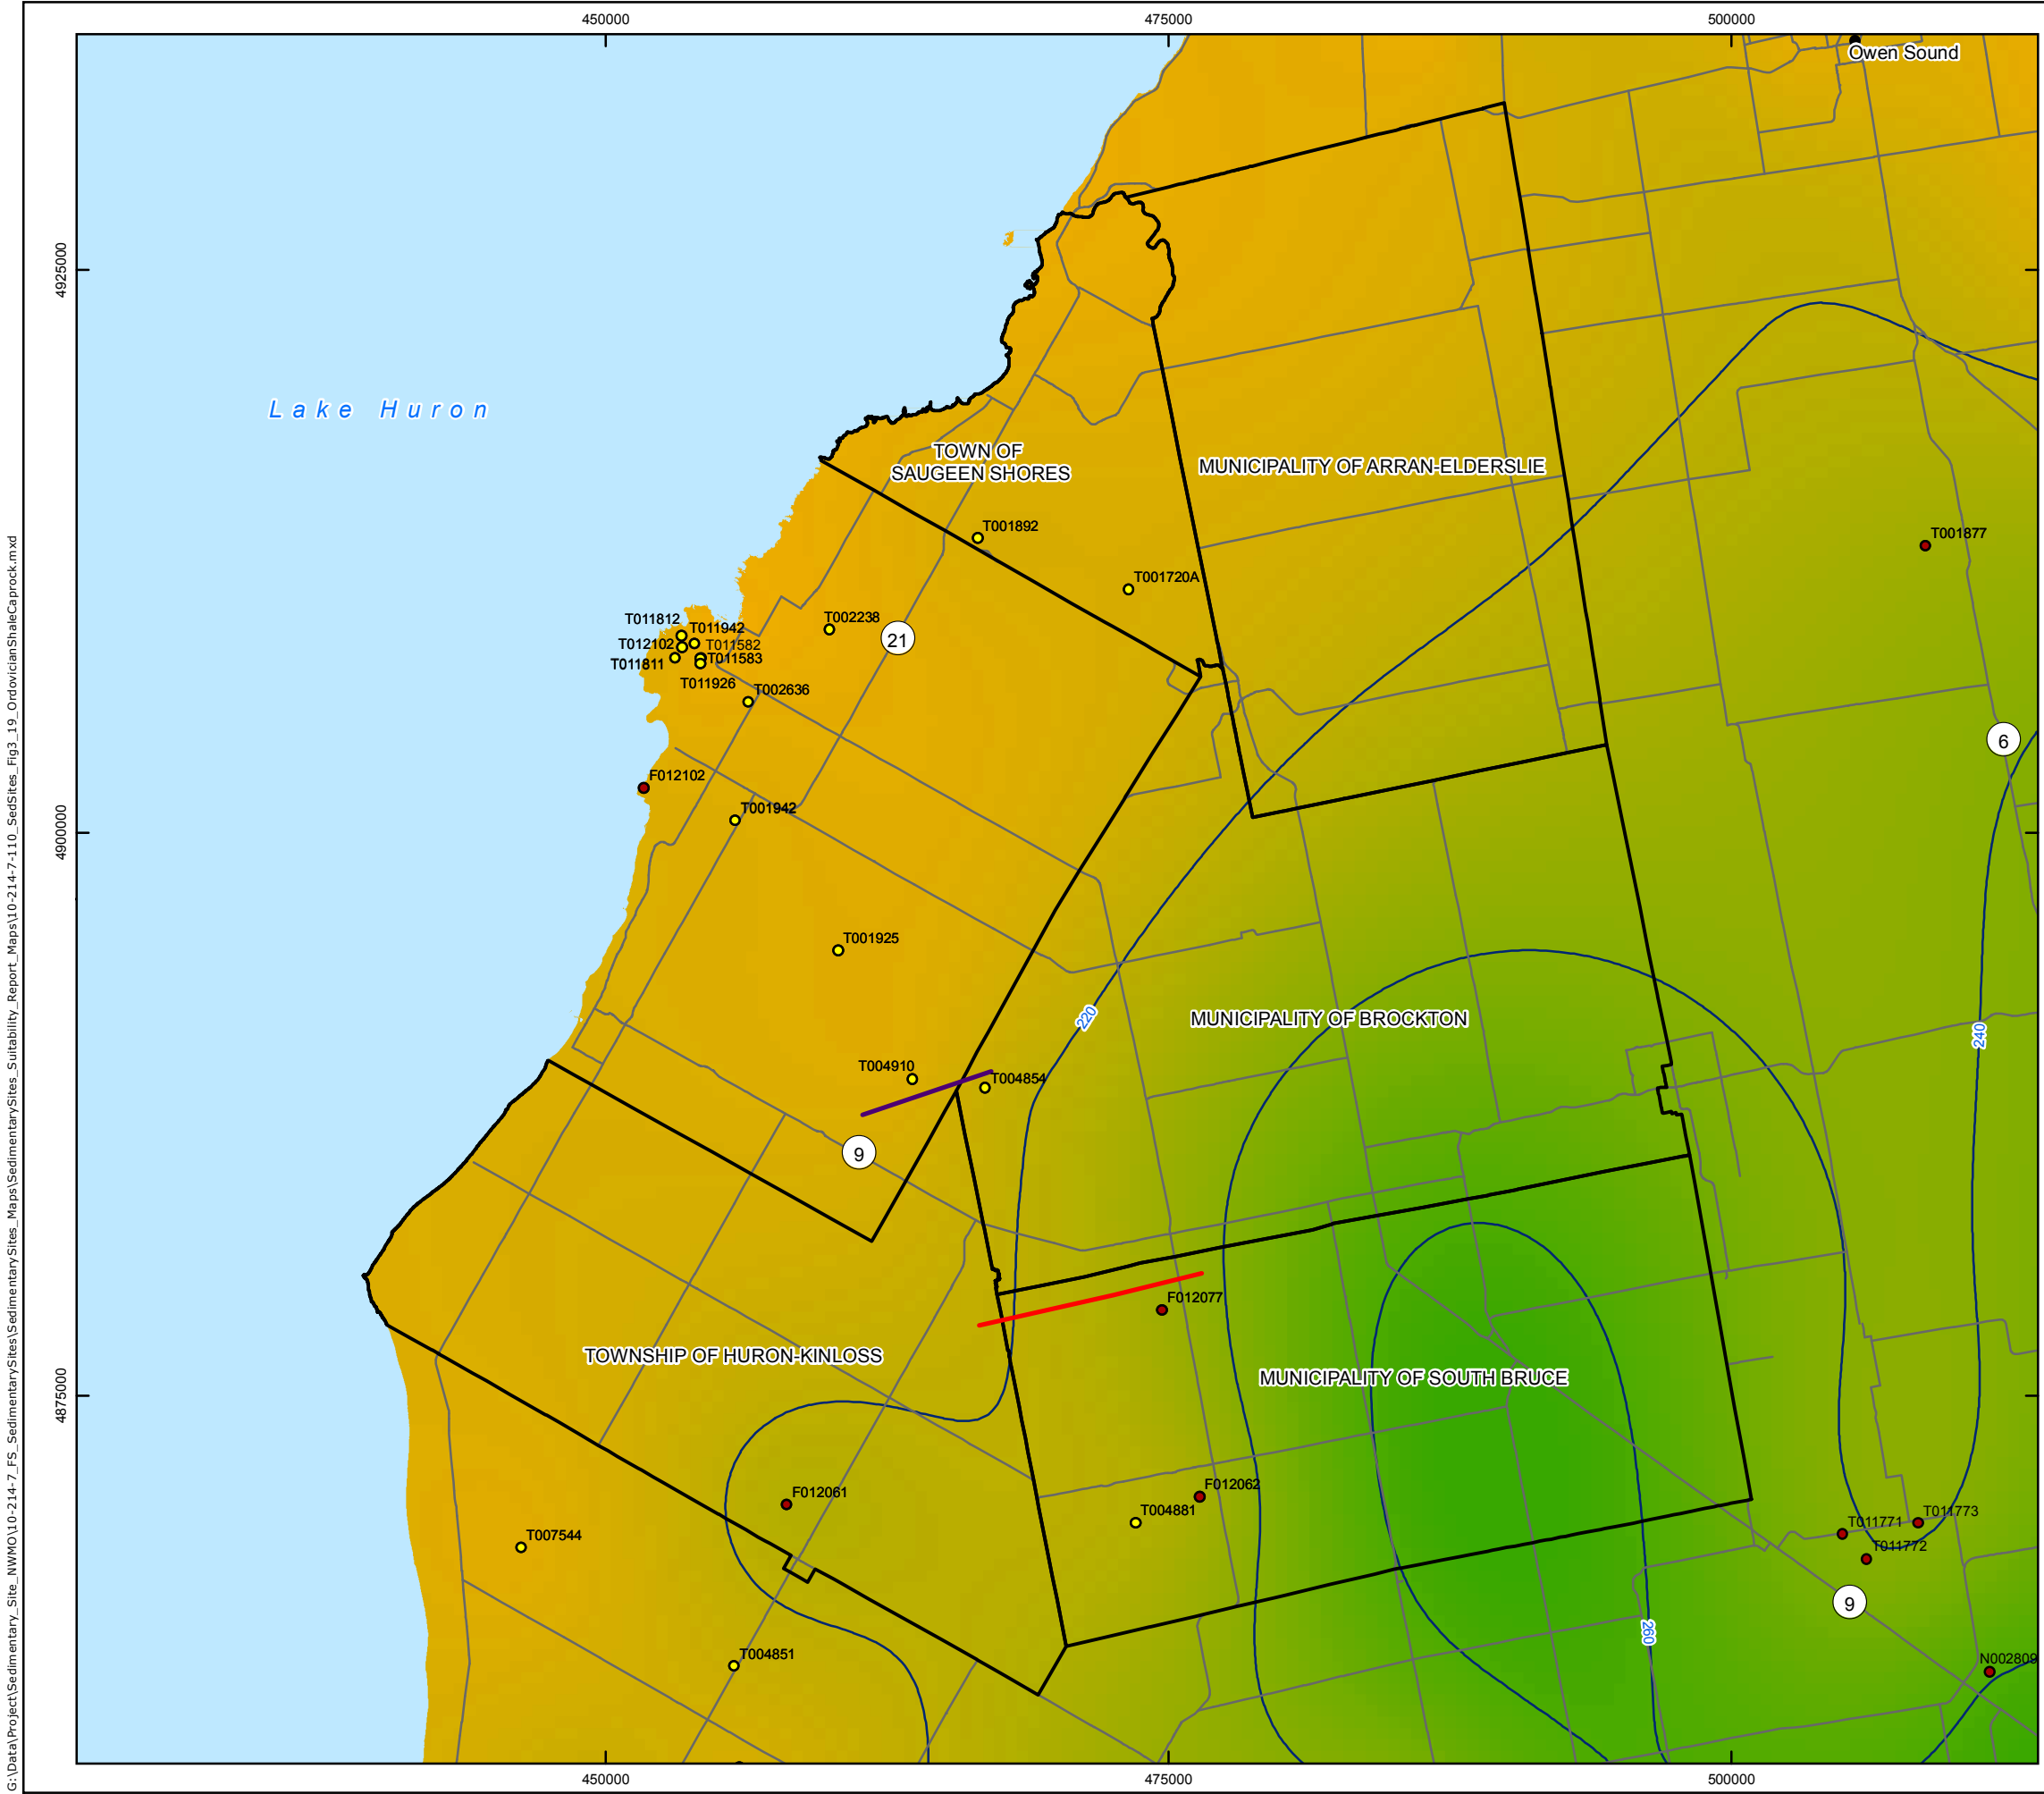 450000
475000
500000
Owen Sound
4925000
Lake Huron
TOWN OF
SAUGEEN SHORES
MUNICIPALITY OF ARRAN-ELDERSLIE
T001892
T001877
T001720A
T011812
T011942
T002238
T012102
T011582
21
T011811
T011583
T011926
T002636
6
F012102
T001942
4900000
T001925
220
MUNICIPALITY OF BROCKTON
240
T004910
T004854
9
F012077
TOWNSHIP OF HURON-KINLOSS
MUNICIPALITY OF SOUTH BRUCE
4875000
F012061
F012062
T004881
T011773
T011771
T011772
T007544
9
260
T004851
N002809
450000
475000
500000
G:\Data\Project\Sedimentary_Site_NWMO\10-214-7_FS_SedimentarySites\SedimentarySites_Maps\SedimentarySites_Suitability_Report_Maps\10-214-7-110_SedSites_Fig3_19_OrdovicianShaleCaprock.mxd